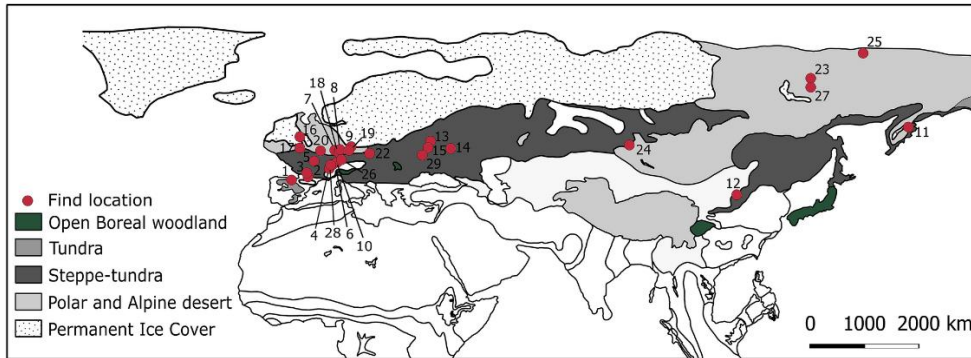 25
18 8
23
7
27
6 9 19
13
11
17 20
15 14
24
5
22
29
1 3 2
26
12
Find location
Open Boreal woodland
4 28 6 10
Tundra
Steppe-tundra
Polar and Alpine desert
0 1000 2000 km
Permanent Ice Cover